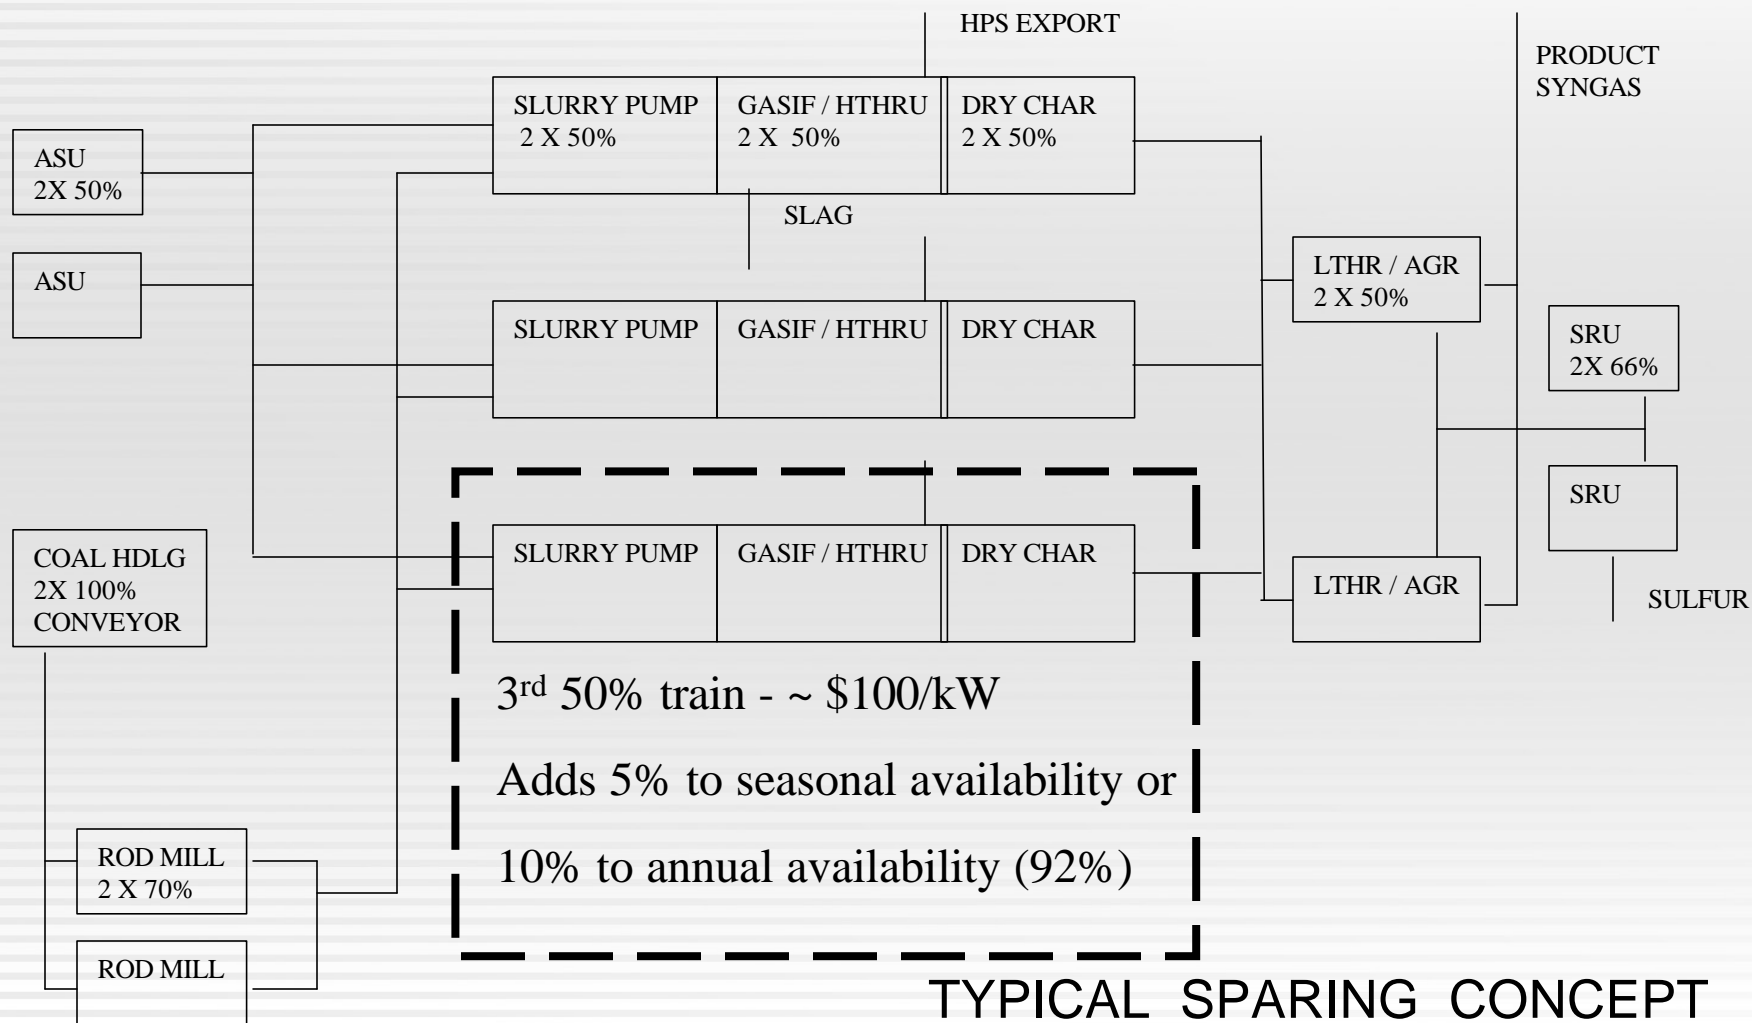 HPS EXPORT
PRODUCT
SYNGAS
SLURRY PUMP
2 X 50%
GASIF / HTHRU
2 X 50%
DRY CHAR
2 X 50%
ASU
2X 50%
SLAG
ASU
LTHR / AGR
2 X 50%
SLURRY PUMP
GASIF / HTHRU
DRY CHAR
SRU
2X 66%
SRU
COAL HDLG
2X 100%
CONVEYOR
SLURRY PUMP
GASIF / HTHRU
DRY CHAR
LTHR / AGR
SULFUR
3rd 50% train - ~ $100/kW
Adds 5% to seasonal availability or
10% to annual availability (92%)
ROD MILL
2 X 70%
ROD MILL
TYPICAL SPARING CONCEPT